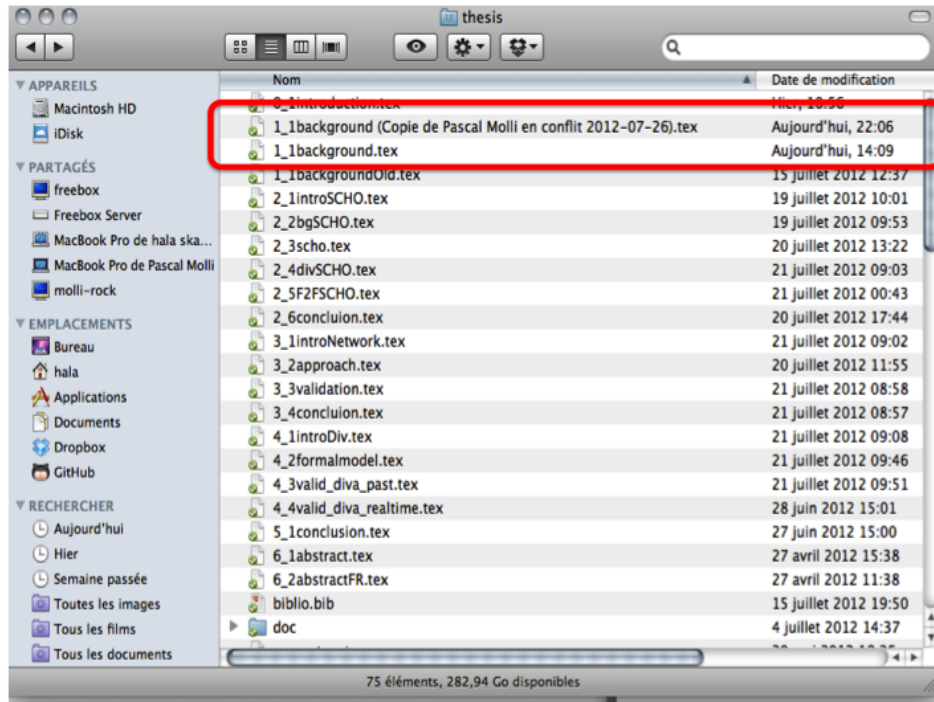 thesis
Nom Date de modification
▼ APPAREILS
Macintosh HD
iDisk
▼ PARTAGÉS
freebox
Freebox Server
MacBook Pro de hala ska...
MacBook Pro de Pascal Molli
molli-rock
▼ EMPLACEMENTS
Bureau
hala
Applications
Documents
Dropbox
GitHub
▼ RECHERCHER
Aujourd'hui
Hier
Semaine passée
Toutes les images
Tous les films
Tous les documents
0_1introduction.tex Hier, 18:56
1_1background (Copie de Pascal Molli en conflit 2012-07-26).tex Aujourd'hui, 22:06
1_1background.tex Aujourd'hui, 14:09
1_1backgroundOld.tex 15 juillet 2012 12:37
2_1introSCHO.tex 19 juillet 2012 10:01
2_2bgSCHO.tex 19 juillet 2012 09:53
2_3scho.tex 20 juillet 2012 13:22
2_4divSCHO.tex 21 juillet 2012 09:03
2_5F2FSCHO.tex 21 juillet 2012 00:43
2_6concluion.tex 20 juillet 2012 17:44
3_1introNetwork.tex 21 juillet 2012 09:02
3_2approach.tex 20 juillet 2012 11:55
3_3validation.tex 21 juillet 2012 08:58
3_4concluion.tex 21 juillet 2012 08:57
4_1introDiv.tex 21 juillet 2012 09:08
4_2formalmodel.tex 21 juillet 2012 09:46
4_3valid_diva_past.tex 21 juillet 2012 09:51
4_4valid_diva_realtime.tex 28 juin 2012 15:01
5_1conclusion.tex 27 juin 2012 15:00
6_1abstract.tex 27 avril 2012 15:38
6_2abstractFR.tex 27 avril 2012 11:38
biblio.bib 15 juillet 2012 19:50
doc 4 juillet 2012 14:37
75 éléments, 282,94 Go disponibles